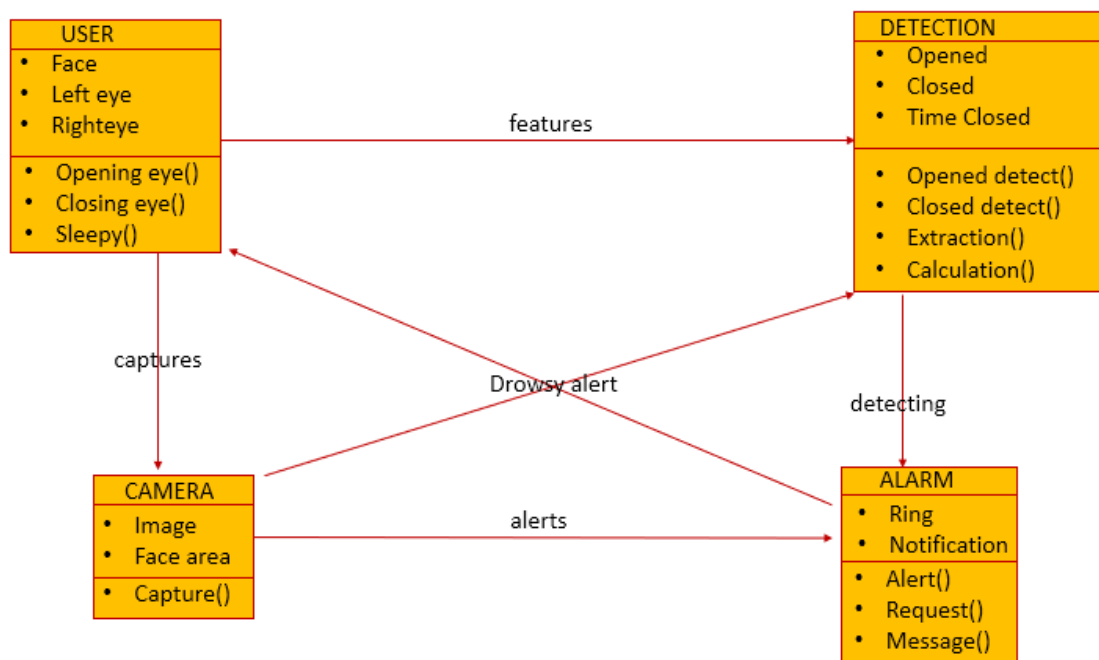 USER
• Face
• Left eye
• Righteye
• Opening eye()
• Closing eye()
• Sleepy()
features
DETECTION
• Opened
• Closed
• Time Closed
• Opened detect()
• Closed detect()
• Extraction()
• Calculation()
captures
Drowsy alert
detecting
CAMERA
• Image
• Face area
• Capture()
alerts
ALARM
• Ring
• Notification
• Alert()
• Request()
• Message()